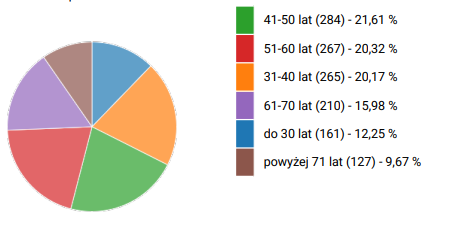 41-50 lat (284) - 21,61 %
51-60 lat (267) - 20,32 %
31-40 lat (265) - 20,17 %
61-70 lat (210) - 15,98 %
do 30 lat (161) - 12,25 %
powyżej 71 lat (127) - 9,67 %